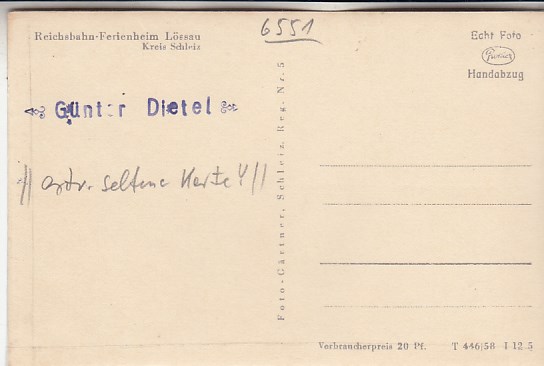 6551
Reichsbahn-Ferienheim Lössau
Kreis Schleiz
Echt Foto
Handabzug
Günter Dietel
seltene Karte !!
Foto-Gärtner, Schleiz, Reg. Nr. 5
Verbraucherpreis 20 Pf. T 446/58 I 12 5